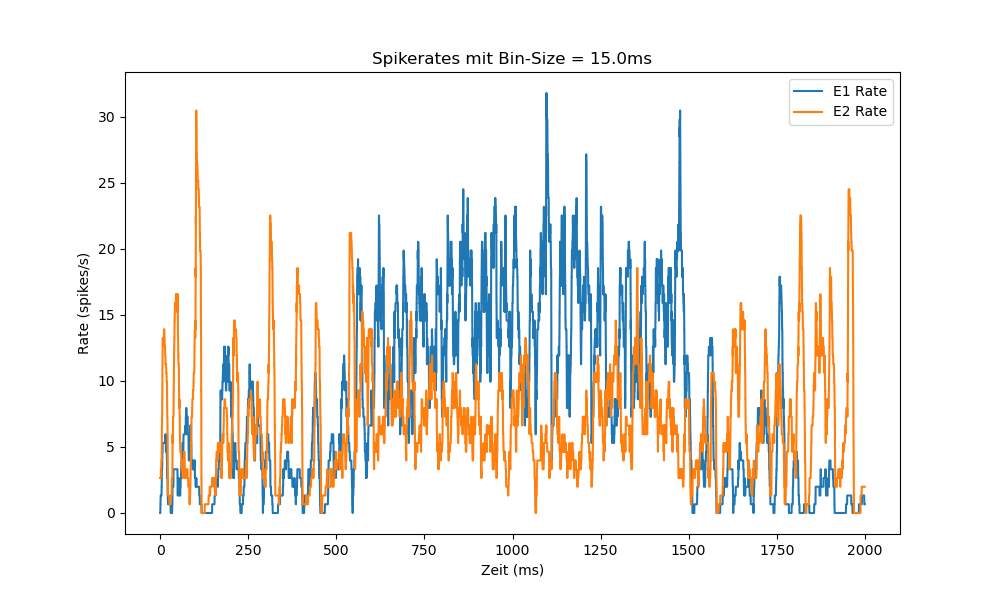 Spikerates mit Bin-Size = 15.0ms
E1 Rate
E2 Rate
Rate (spikes/s)
30
25
20
15
10
5
0
0 250 500 750 1000 1250 1500 1750 2000
Zeit (ms)